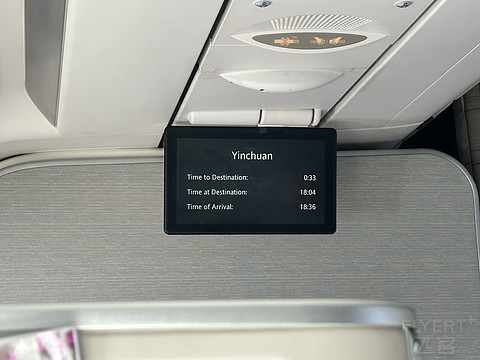 Yinchuan
Time to Destination: 0:33
Time at Destination: 18:04
Time of Arrival: 18:36